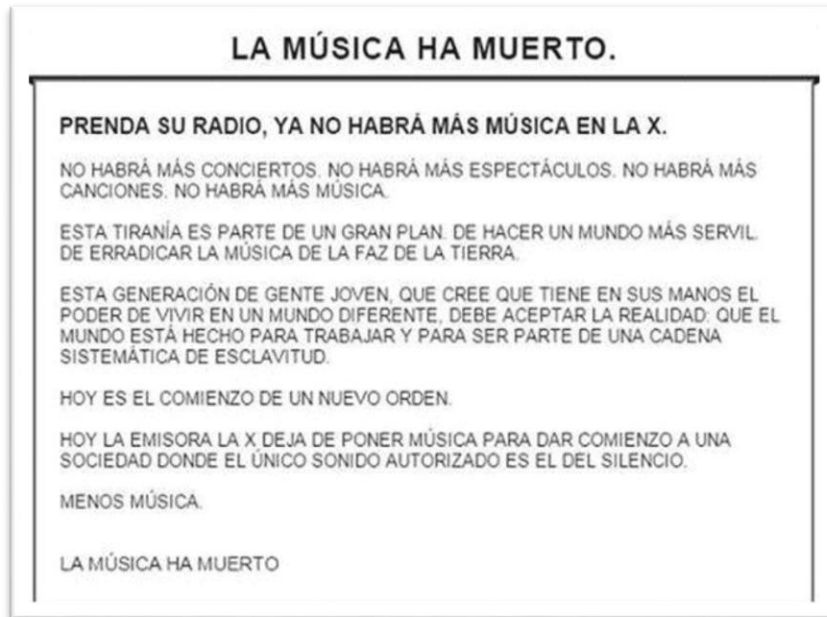 LA MÚSICA HA MUERTO.
PRENDA SU RADIO, YA NO HABRÁ MÁS MÚSICA EN LA X.
NO HABRÁ MÁS CONCIERTOS. NO HABRÁ MÁS ESPECTÁCULOS. NO HABRÁ MÁS
CANCIONES. NO HABRÁ MÁS MÚSICA.
ESTA TIRANÍA ES PARTE DE UN GRAN PLAN. DE HACER UN MUNDO MÁS SERVIL.
DE ERRADICAR LA MÚSICA DE LA FAZ DE LA TIERRA.
ESTA GENERACIÓN DE GENTE JOVEN, QUE CREE QUE TIENE EN SUS MANOS EL
PODER DE VIVIR EN UN MUNDO DIFERENTE, DEBE ACEPTAR LA REALIDAD: QUE EL
MUNDO ESTÁ HECHO PARA TRABAJAR Y PARA SER PARTE DE UNA CADENA
SISTEMÁTICA DE ESCLAVITUD.
HOY ES EL COMIENZO DE UN NUEVO ORDEN.
HOY LA EMISORA LA X DEJA DE PONER MÚSICA PARA DAR COMIENZO A UNA
SOCIEDAD DONDE EL ÚNICO SONIDO AUTORIZADO ES EL DEL SILENCIO.
MENOS MÚSICA.
LA MÚSICA HA MUERTO